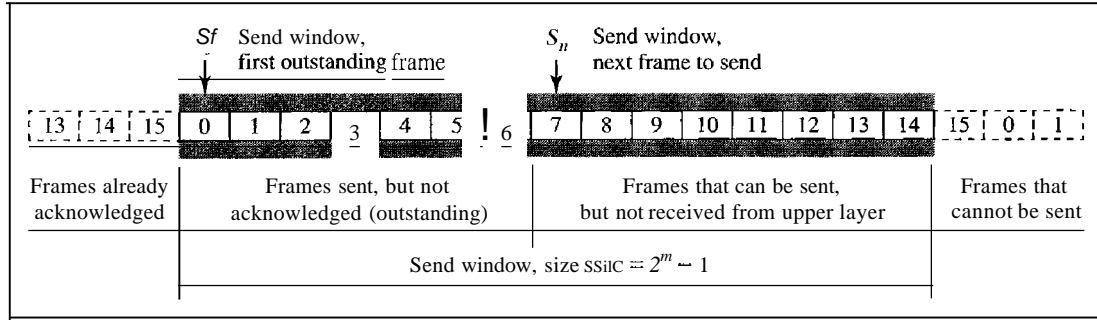 Sf Send window, Sn Send window,
first outstanding frame next frame to send
13 14 15 0 1 2 3 4 5 ! 6 7 8 9 10 11 12 13 14 15 0 1
Frames already Frames sent, but not Frames that can be sent, Frames that
acknowledged acknowledged (outstanding) but not received from upper layer cannot be sent
Send window, size SSiIC = 2^m - 1